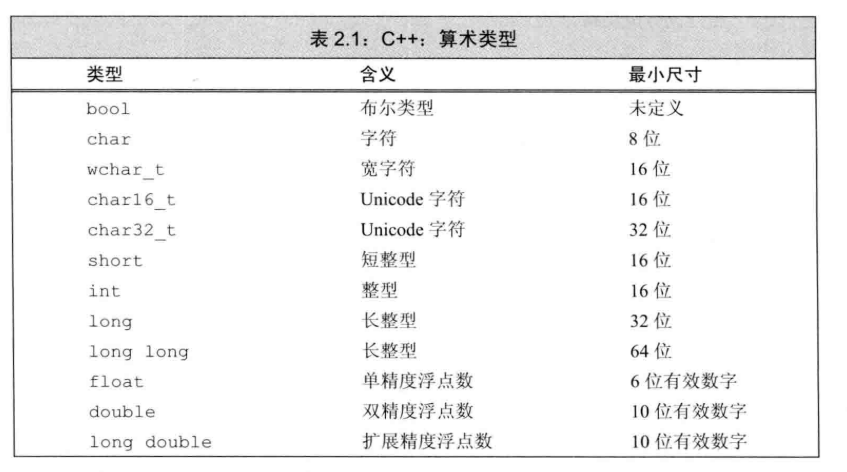 表 2.1：C++：算术类型
类型 含义 最小尺寸
bool 布尔类型 未定义
char 字符 8 位
wchar_t 宽字符 16 位
char16_t Unicode 字符 16 位
char32_t Unicode 字符 32 位
short 短整型 16 位
int 整型 16 位
long 长整型 32 位
long long 长整型 64 位
float 单精度浮点数 6 位有效数字
double 双精度浮点数 10 位有效数字
long double 扩展精度浮点数 10 位有效数字